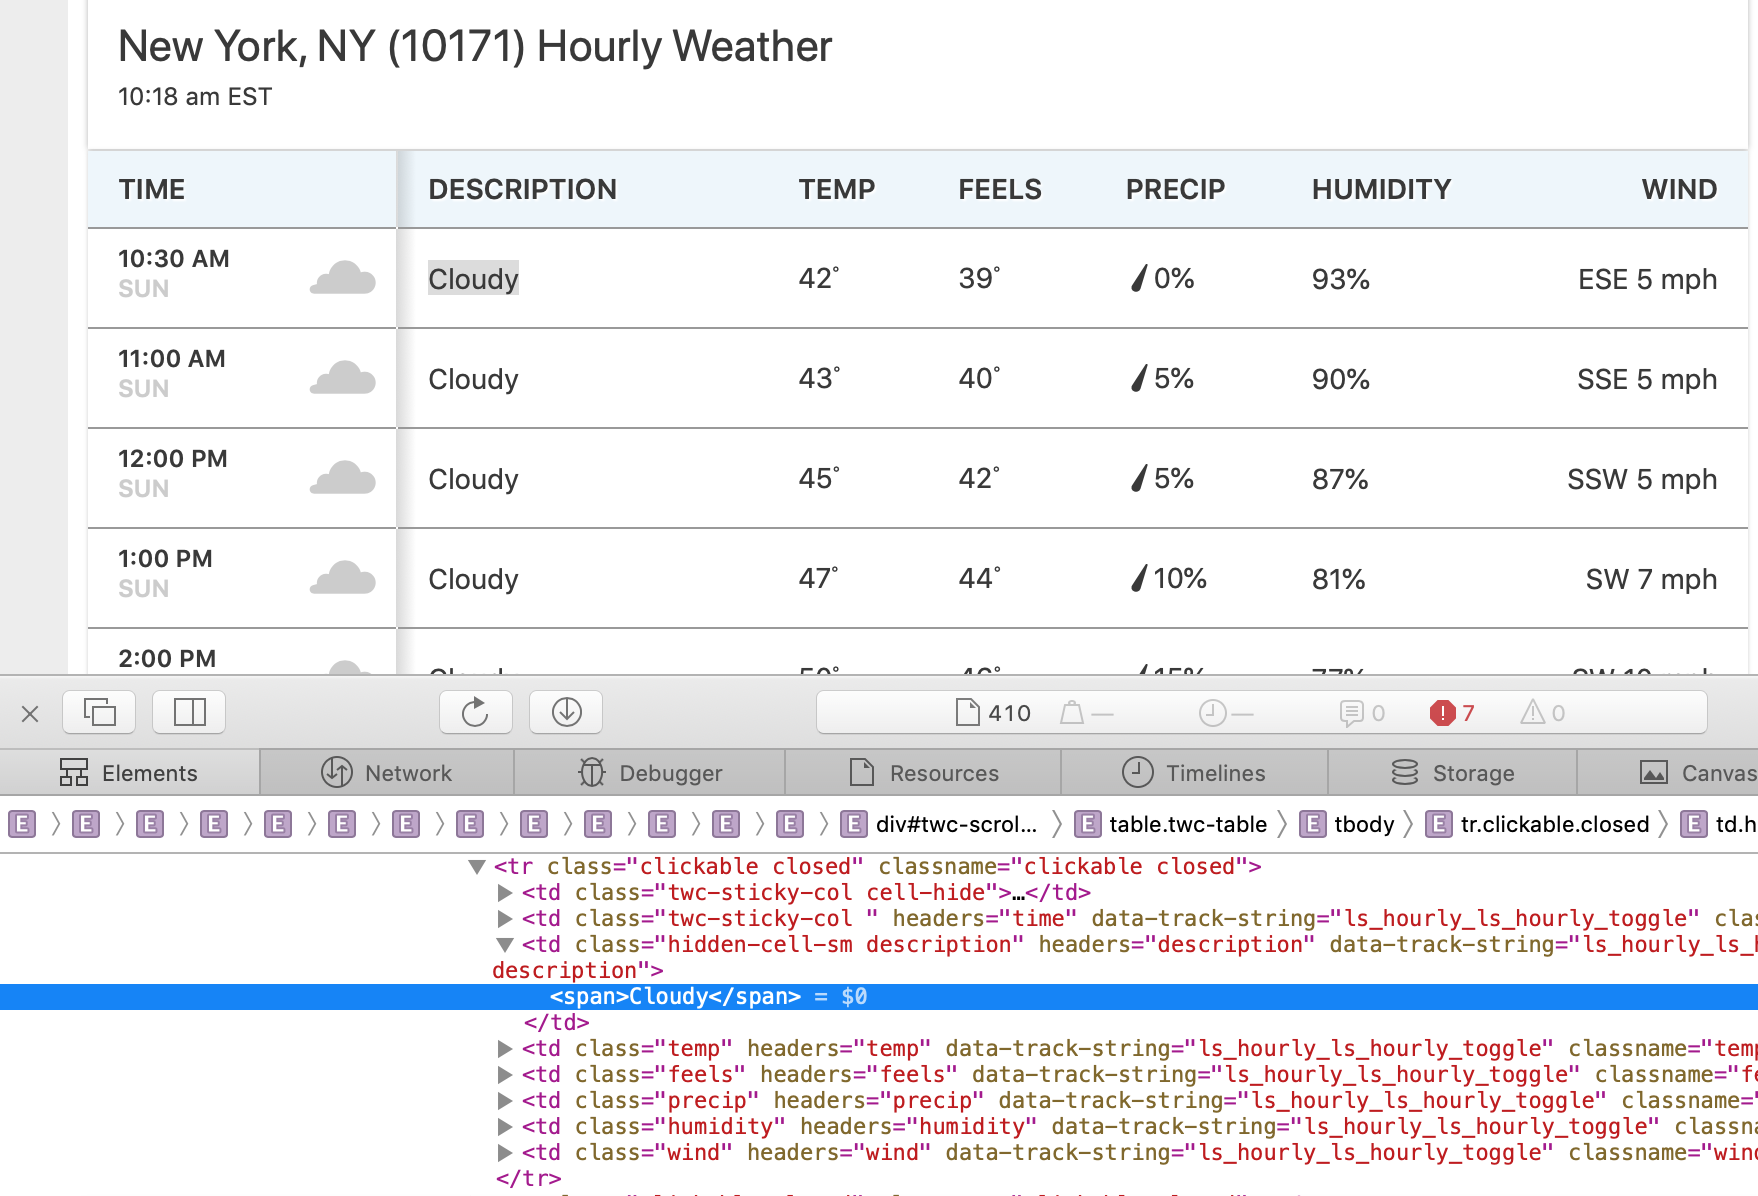 New York, NY (10171) Hourly Weather
10:18 am EST
TIME DESCRIPTION TEMP FEELS PRECIP HUMIDITY WIND
10:30 AM
SUN
Cloudy 42° 39° 0% 93% ESE 5 mph
11:00 AM
SUN
Cloudy 43° 40° 5% 90% SSE 5 mph
12:00 PM
SUN
Cloudy 45° 42° 5% 87% SSW 5 mph
1:00 PM
SUN
Cloudy 47° 44° 10% 81% SW 7 mph
2:00 PM
410 — — 0 7 0
Elements Network Debugger Resources Timelines Storage Canvas
E E E E E E E E E E E E E E div#twc-scrol... E table.twc-table E tbody E tr.clickable.closed E td.h
<tr class="clickable closed" classname="clickable closed">
<td class="twc-sticky-col cell-hide">…</td>
<td class="twc-sticky-col " headers="time" data-track-string="ls_hourly_ls_hourly_toggle" clas
<td class="hidden-cell-sm description" headers="description" data-track-string="ls_hourly_ls_h
description">
<span>Cloudy</span> = $0
</td>
<td class="temp" headers="temp" data-track-string="ls_hourly_ls_hourly_toggle" classname="temp
<td class="feels" headers="feels" data-track-string="ls_hourly_ls_hourly_toggle" classname="fe
<td class="precip" headers="precip" data-track-string="ls_hourly_ls_hourly_toggle" classname="
<td class="humidity" headers="humidity" data-track-string="ls_hourly_ls_hourly_toggle" classna
<td class="wind" headers="wind" data-track-string="ls_hourly_ls_hourly_toggle" classname="wind
</tr>